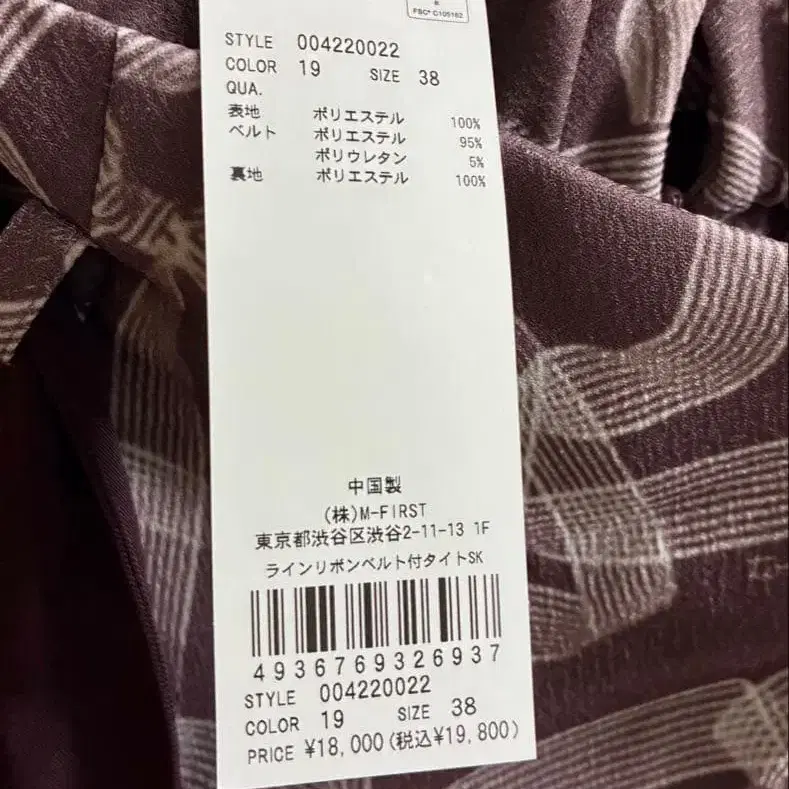 FSC® C105162
STYLE 004220022
COLOR 19 SIZE 38
QUA.
表地 ポリエステル 100%
ベルト ポリエステル 95%
ポリウレタン 5%
裏地 ポリエステル 100%
中国製
(株)M-FIRST
東京都渋谷区渋谷2-11-13 1F
ラインリボンベルト付タイトSK
4936769326937
STYLE 004220022
COLOR 19 SIZE 38
PRICE ¥18,000(税込¥19,800)